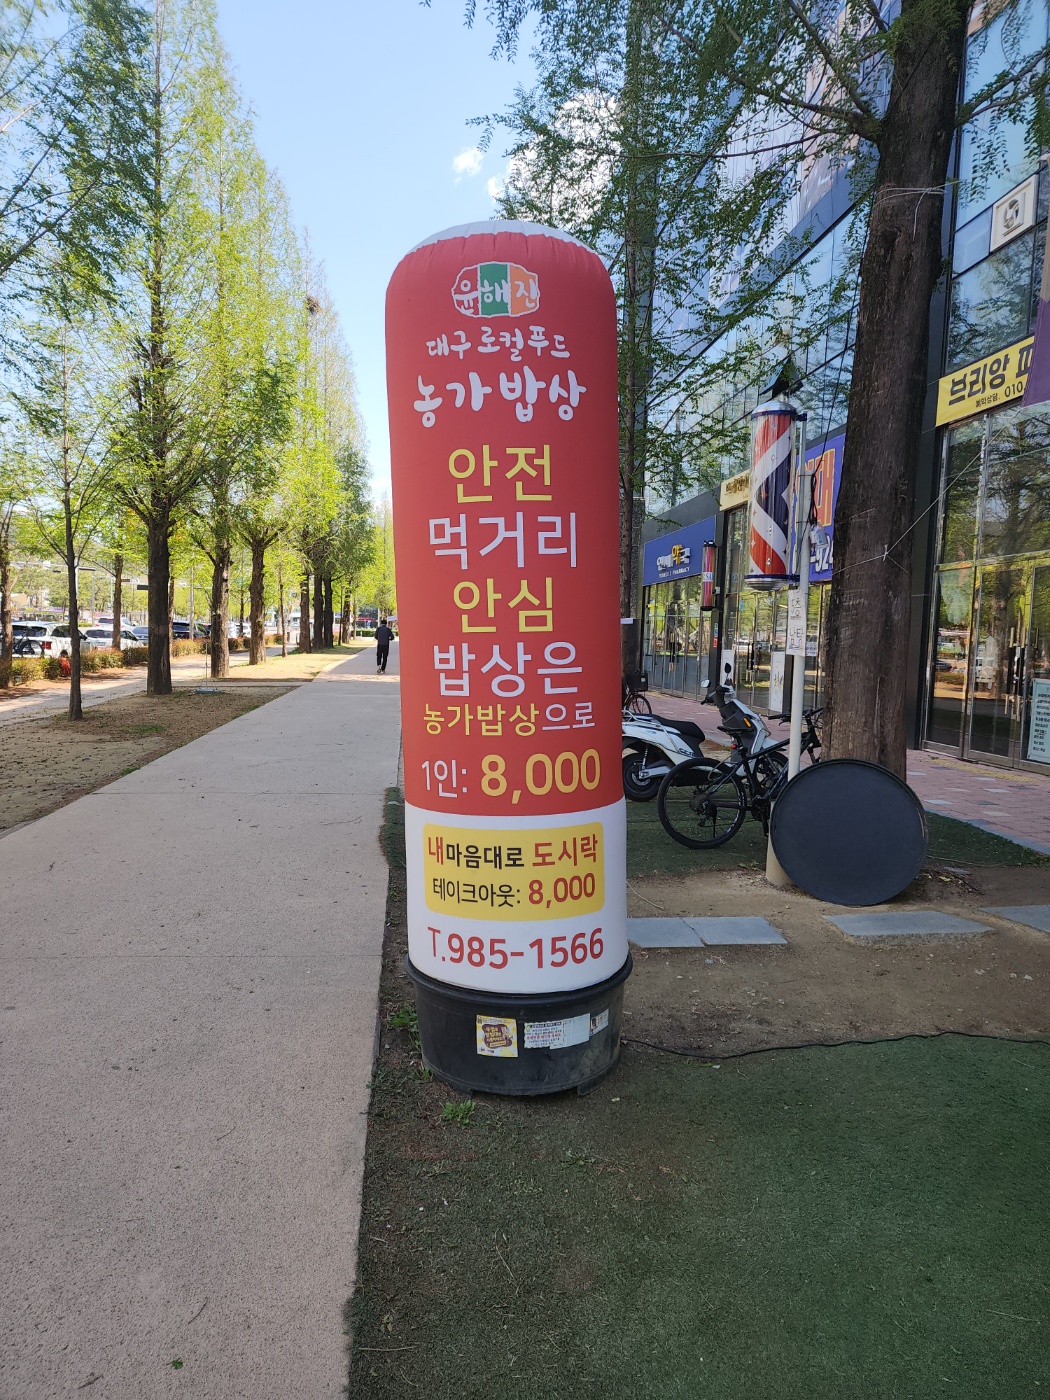 윤해진
대구로컬푸드
농가밥상
안전
먹거리
안심
밥상은
농가밥상으로
1인: 8,000
내마음대로 도시락
테이크아웃: 8,000
T.985-1566
브리앙
010